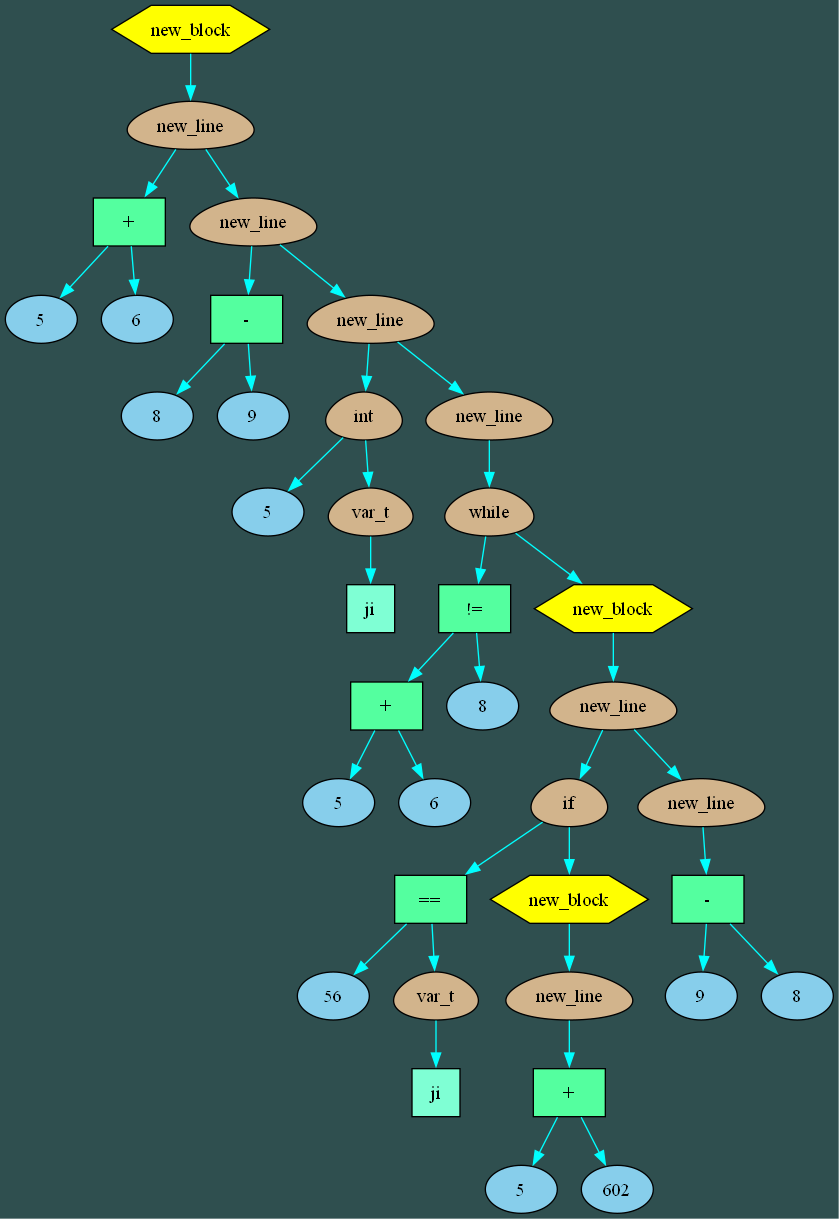 new_block
new_line
+
new_line
5
6
-
new_line
8
9
int
new_line
5
var_t
while
ji
!=
new_block
+
8
new_line
5
6
if
new_line
==
new_block
-
56
var_t
new_line
9
8
ji
+
5
602